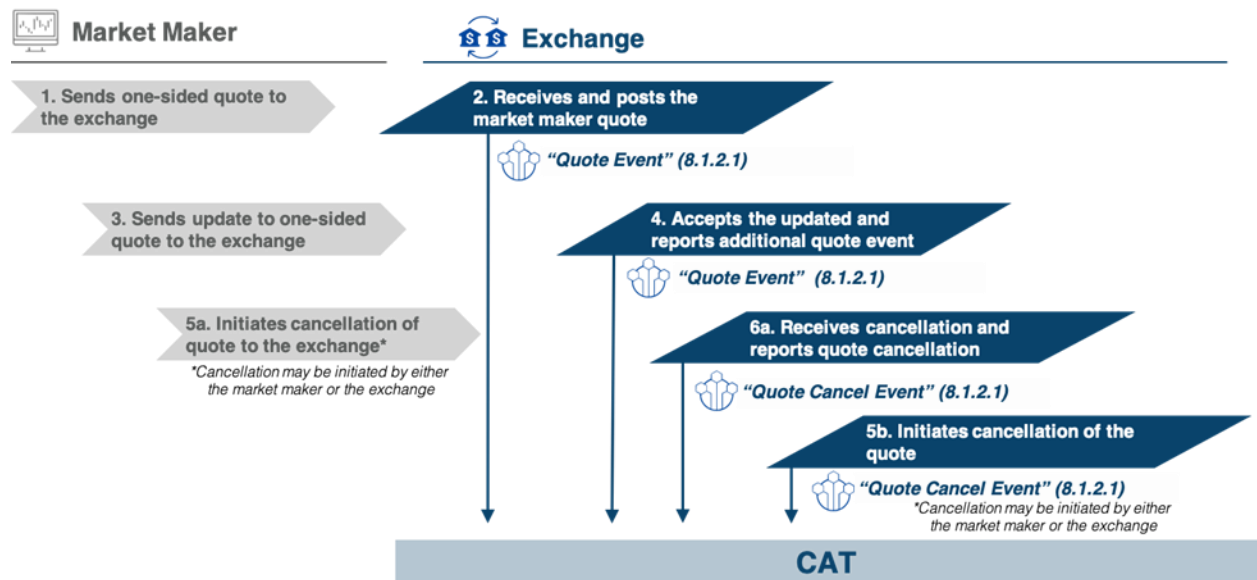 Market Maker
Exchange
1. Sends one-sided quote to
the exchange
2. Receives and posts the
market maker quote
“Quote Event” (8.1.2.1)
3. Sends update to one-sided
quote to the exchange
4. Accepts the updated and
reports additional quote event
“Quote Event” (8.1.2.1)
5a. Initiates cancellation of
quote to the exchange*
*Cancellation may be initiated by either
the market maker or the exchange
6a. Receives cancellation and
reports quote cancellation
“Quote Cancel Event” (8.1.2.1)
5b. Initiates cancellation of the
quote
“Quote Cancel Event” (8.1.2.1)
*Cancellation may be initiated by either
the market maker or the exchange
CAT